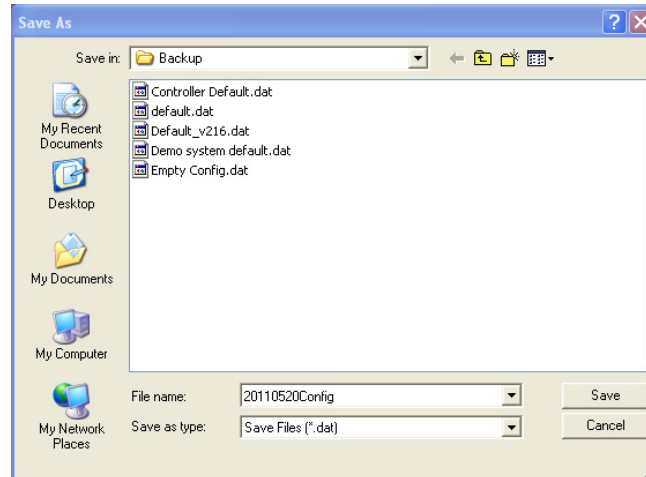 Save As
Save in:
Backup
Controller Default.dat
default.dat
Default_v216.dat
Demo system default.dat
Empty Config.dat
My Recent
Documents
Desktop
My Documents
My Computer
My Network
Places
File name:
20110520Config
Save
Save as type:
Save Files (*.dat)
Cancel